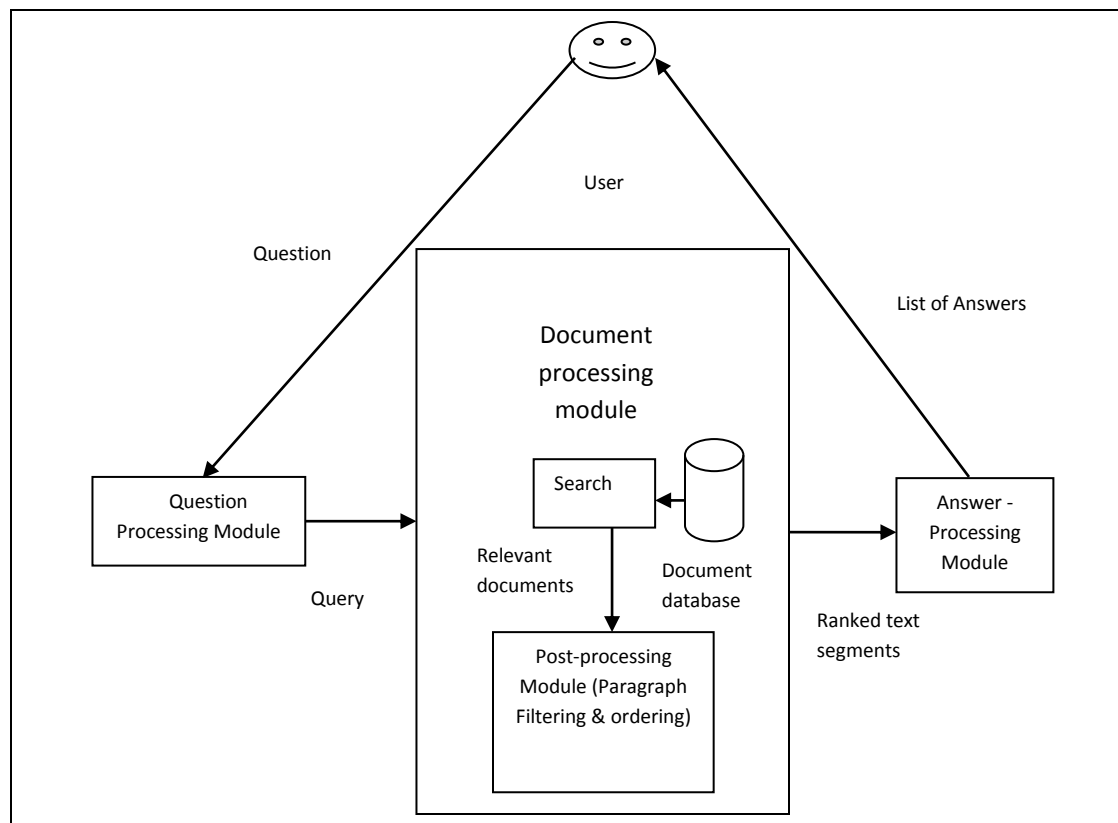 User
Question
List of Answers
Document
processing
module
Search
Question
Processing Module
Answer -
Processing
Module
Relevant
documents
Document
database
Query
Ranked text
segments
Post-processing
Module (Paragraph
Filtering & ordering)